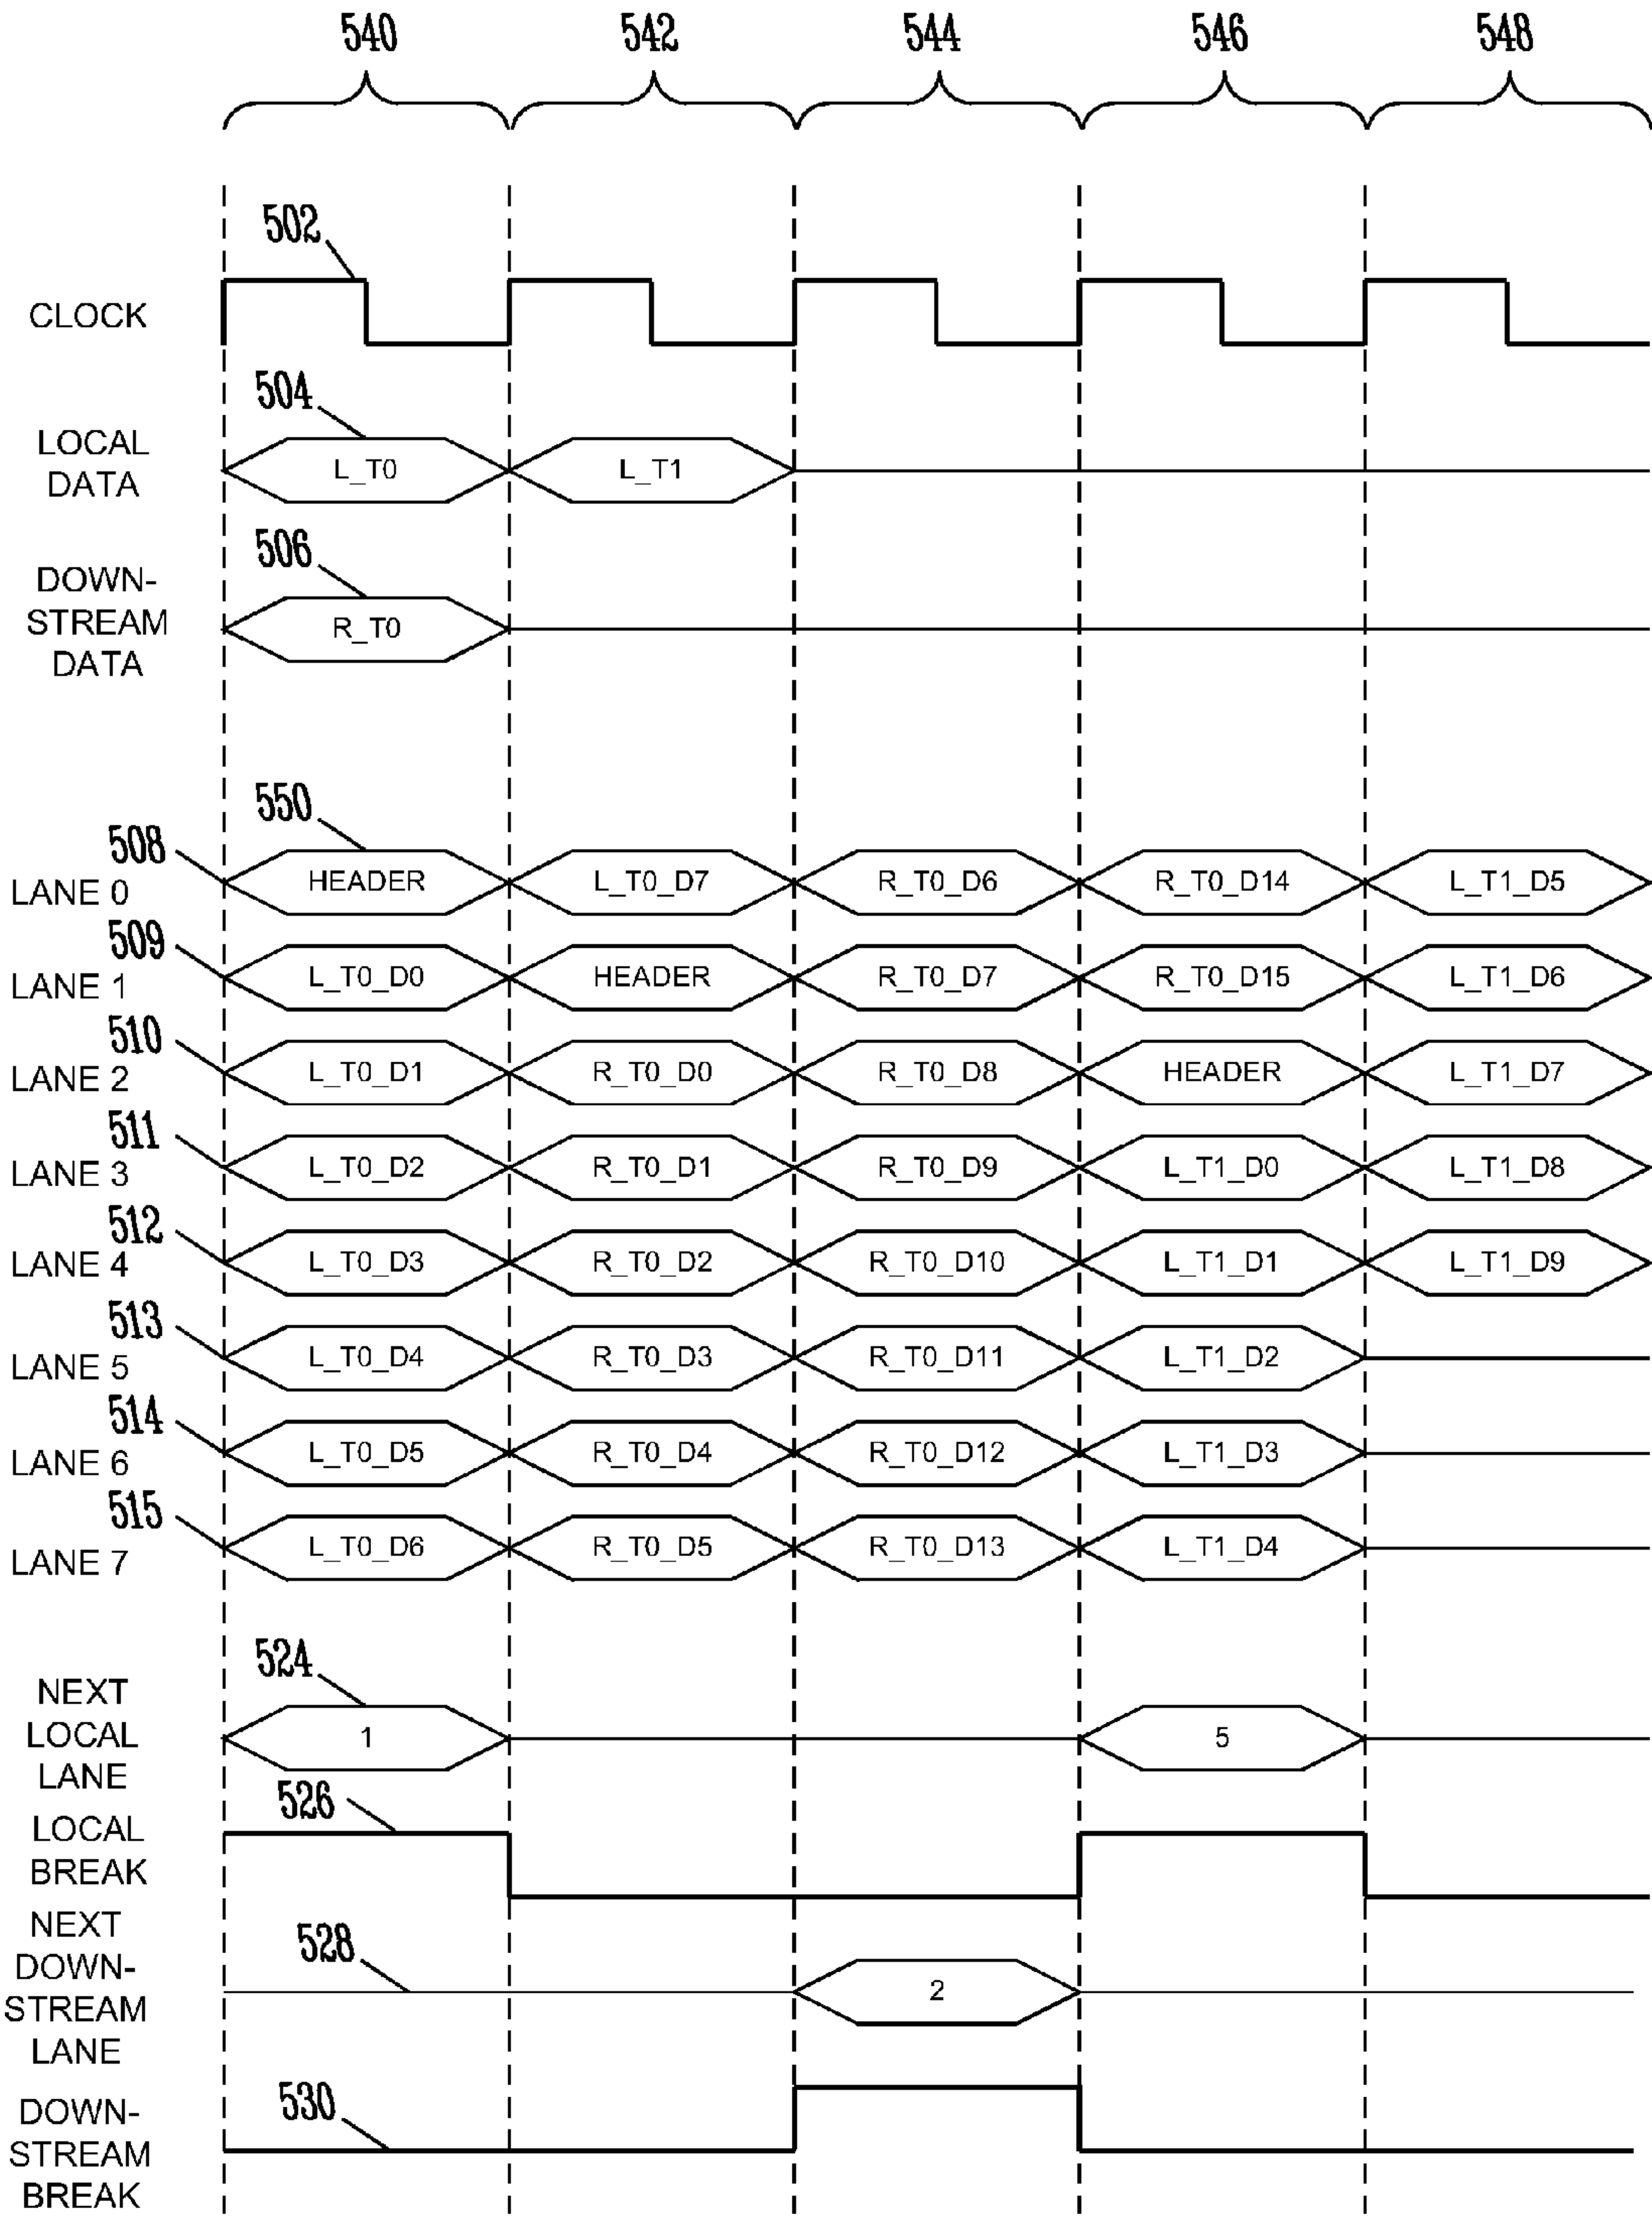 540 542 544 546 548
502
CLOCK
504
LOCAL
DATA
L_T0 L_T1
506
DOWN-
STREAM
DATA
R_T0
550
508
LANE 0 HEADER L_T0_D7 R_T0_D6 R_T0_D14 L_T1_D5
509
LANE 1 L_T0_D0 HEADER R_T0_D7 R_T0_D15 L_T1_D6
510
LANE 2 L_T0_D1 R_T0_D0 R_T0_D8 HEADER L_T1_D7
511
LANE 3 L_T0_D2 R_T0_D1 R_T0_D9 L_T1_D0 L_T1_D8
512
LANE 4 L_T0_D3 R_T0_D2 R_T0_D10 L_T1_D1 L_T1_D9
513
LANE 5 L_T0_D4 R_T0_D3 R_T0_D11 L_T1_D2
514
LANE 6 L_T0_D5 R_T0_D4 R_T0_D12 L_T1_D3
515
LANE 7 L_T0_D6 R_T0_D5 R_T0_D13 L_T1_D4
524
NEXT
LOCAL
LANE
1 5
526
LOCAL
BREAK
528
NEXT
DOWN-
STREAM
LANE
2
530
DOWN-
STREAM
BREAK